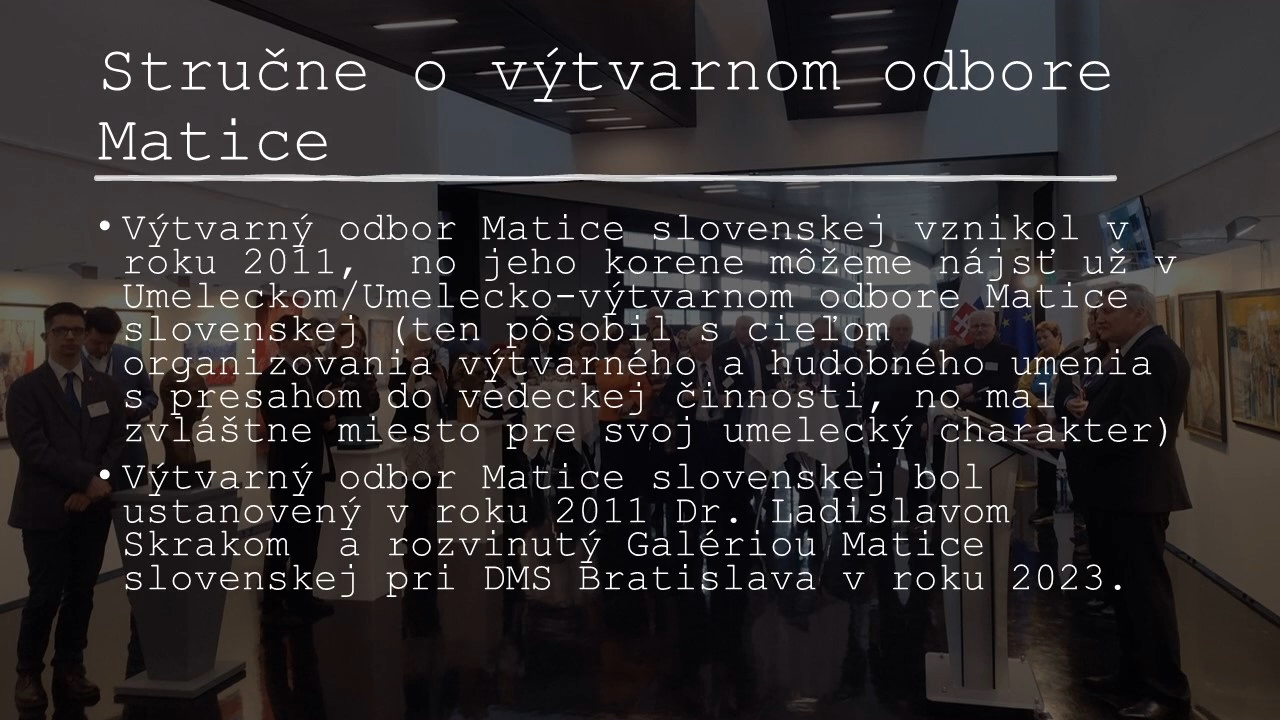 Stručne o výtvarnom odbore
Matice
• Výtvarný odbor Matice slovenskej vznikol v
roku 2011,  no jeho korene môžeme nájsť už v
Umeleckom/Umelecko-výtvarnom odbore Matice
slovenskej (ten pôsobil s cieľom
organizovania výtvarného a hudobného umenia
s presahom do vedeckej činnosti, no mal
zvláštne miesto pre svoj umelecký charakter)
• Výtvarný odbor Matice slovenskej bol
ustanovený v roku 2011 Dr. Ladislavom
Skrakom  a rozvinutý Galériou Matice
slovenskej pri DMS Bratislava v roku 2023.